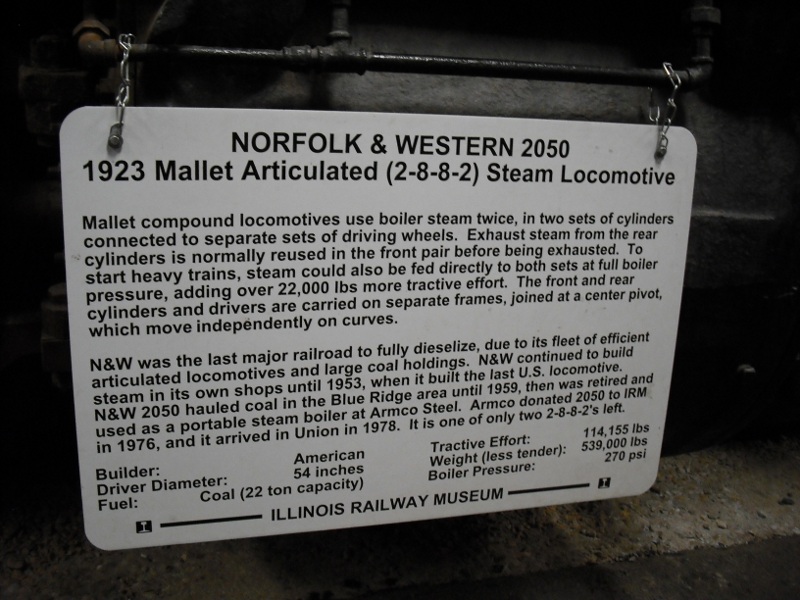 NORFOLK & WESTERN 2050
1923 Mallet Articulated (2-8-8-2) Steam Locomotive
Mallet compound locomotives use boiler steam twice, in two sets of cylinders
connected to separate sets of driving wheels. Exhaust steam from the rear
cylinders is normally reused in the front pair before being exhausted. To
start heavy trains, steam could also be fed directly to both sets at full boiler
pressure, adding over 22,000 lbs more tractive effort. The front and rear
cylinders and drivers are carried on separate frames, joined at a center pivot,
which move independently on curves.
N&W was the last major railroad to fully dieselize, due to its fleet of efficient
articulated locomotives and large coal holdings. N&W continued to build
steam in its own shops until 1953, when it built the last U.S. locomotive.
N&W 2050 hauled coal in the Blue Ridge area until 1959, then was retired and
used as a portable steam boiler at Armco Steel. Armco donated 2050 to IRM
in 1976, and it arrived in Union in 1978. It is one of only two 2-8-8-2's left.
Builder: American
Driver Diameter: 54 inches
Fuel: Coal (22 ton capacity)
Tractive Effort: 114,155 lbs
Weight (less tender): 539,000 lbs
Boiler Pressure: 270 psi
ILLINOIS RAILWAY MUSEUM